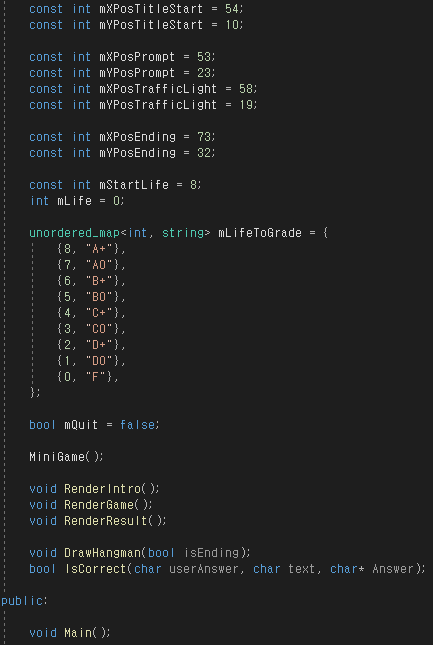 const int mXPosTitleStart = 54;
const int mYPosTitleStart = 10;
const int mXPosPrompt = 53;
const int mYPosPrompt = 23;
const int mXPosTrafficLight = 58;
const int mYPosTrafficLight = 19;
const int mXPosEnding = 73;
const int mYPosEnding = 32;
const int mStartLife = 8;
int mLife = 0;
unordered_map<int, string> mLifeToGrade = {
{8, "A+"},
{7, "A0"},
{6, "B+"},
{5, "B0"},
{4, "C+"},
{3, "C0"},
{2, "D+"},
{1, "D0"},
{0, "F"},
};
bool mQuit = false;
MiniGame();
void RenderIntro();
void RenderGame();
void RenderResult();
void DrawHangman(bool isEnding);
bool IsCorrect(char userAnswer, char text, char* Answer);
public:
void Main();